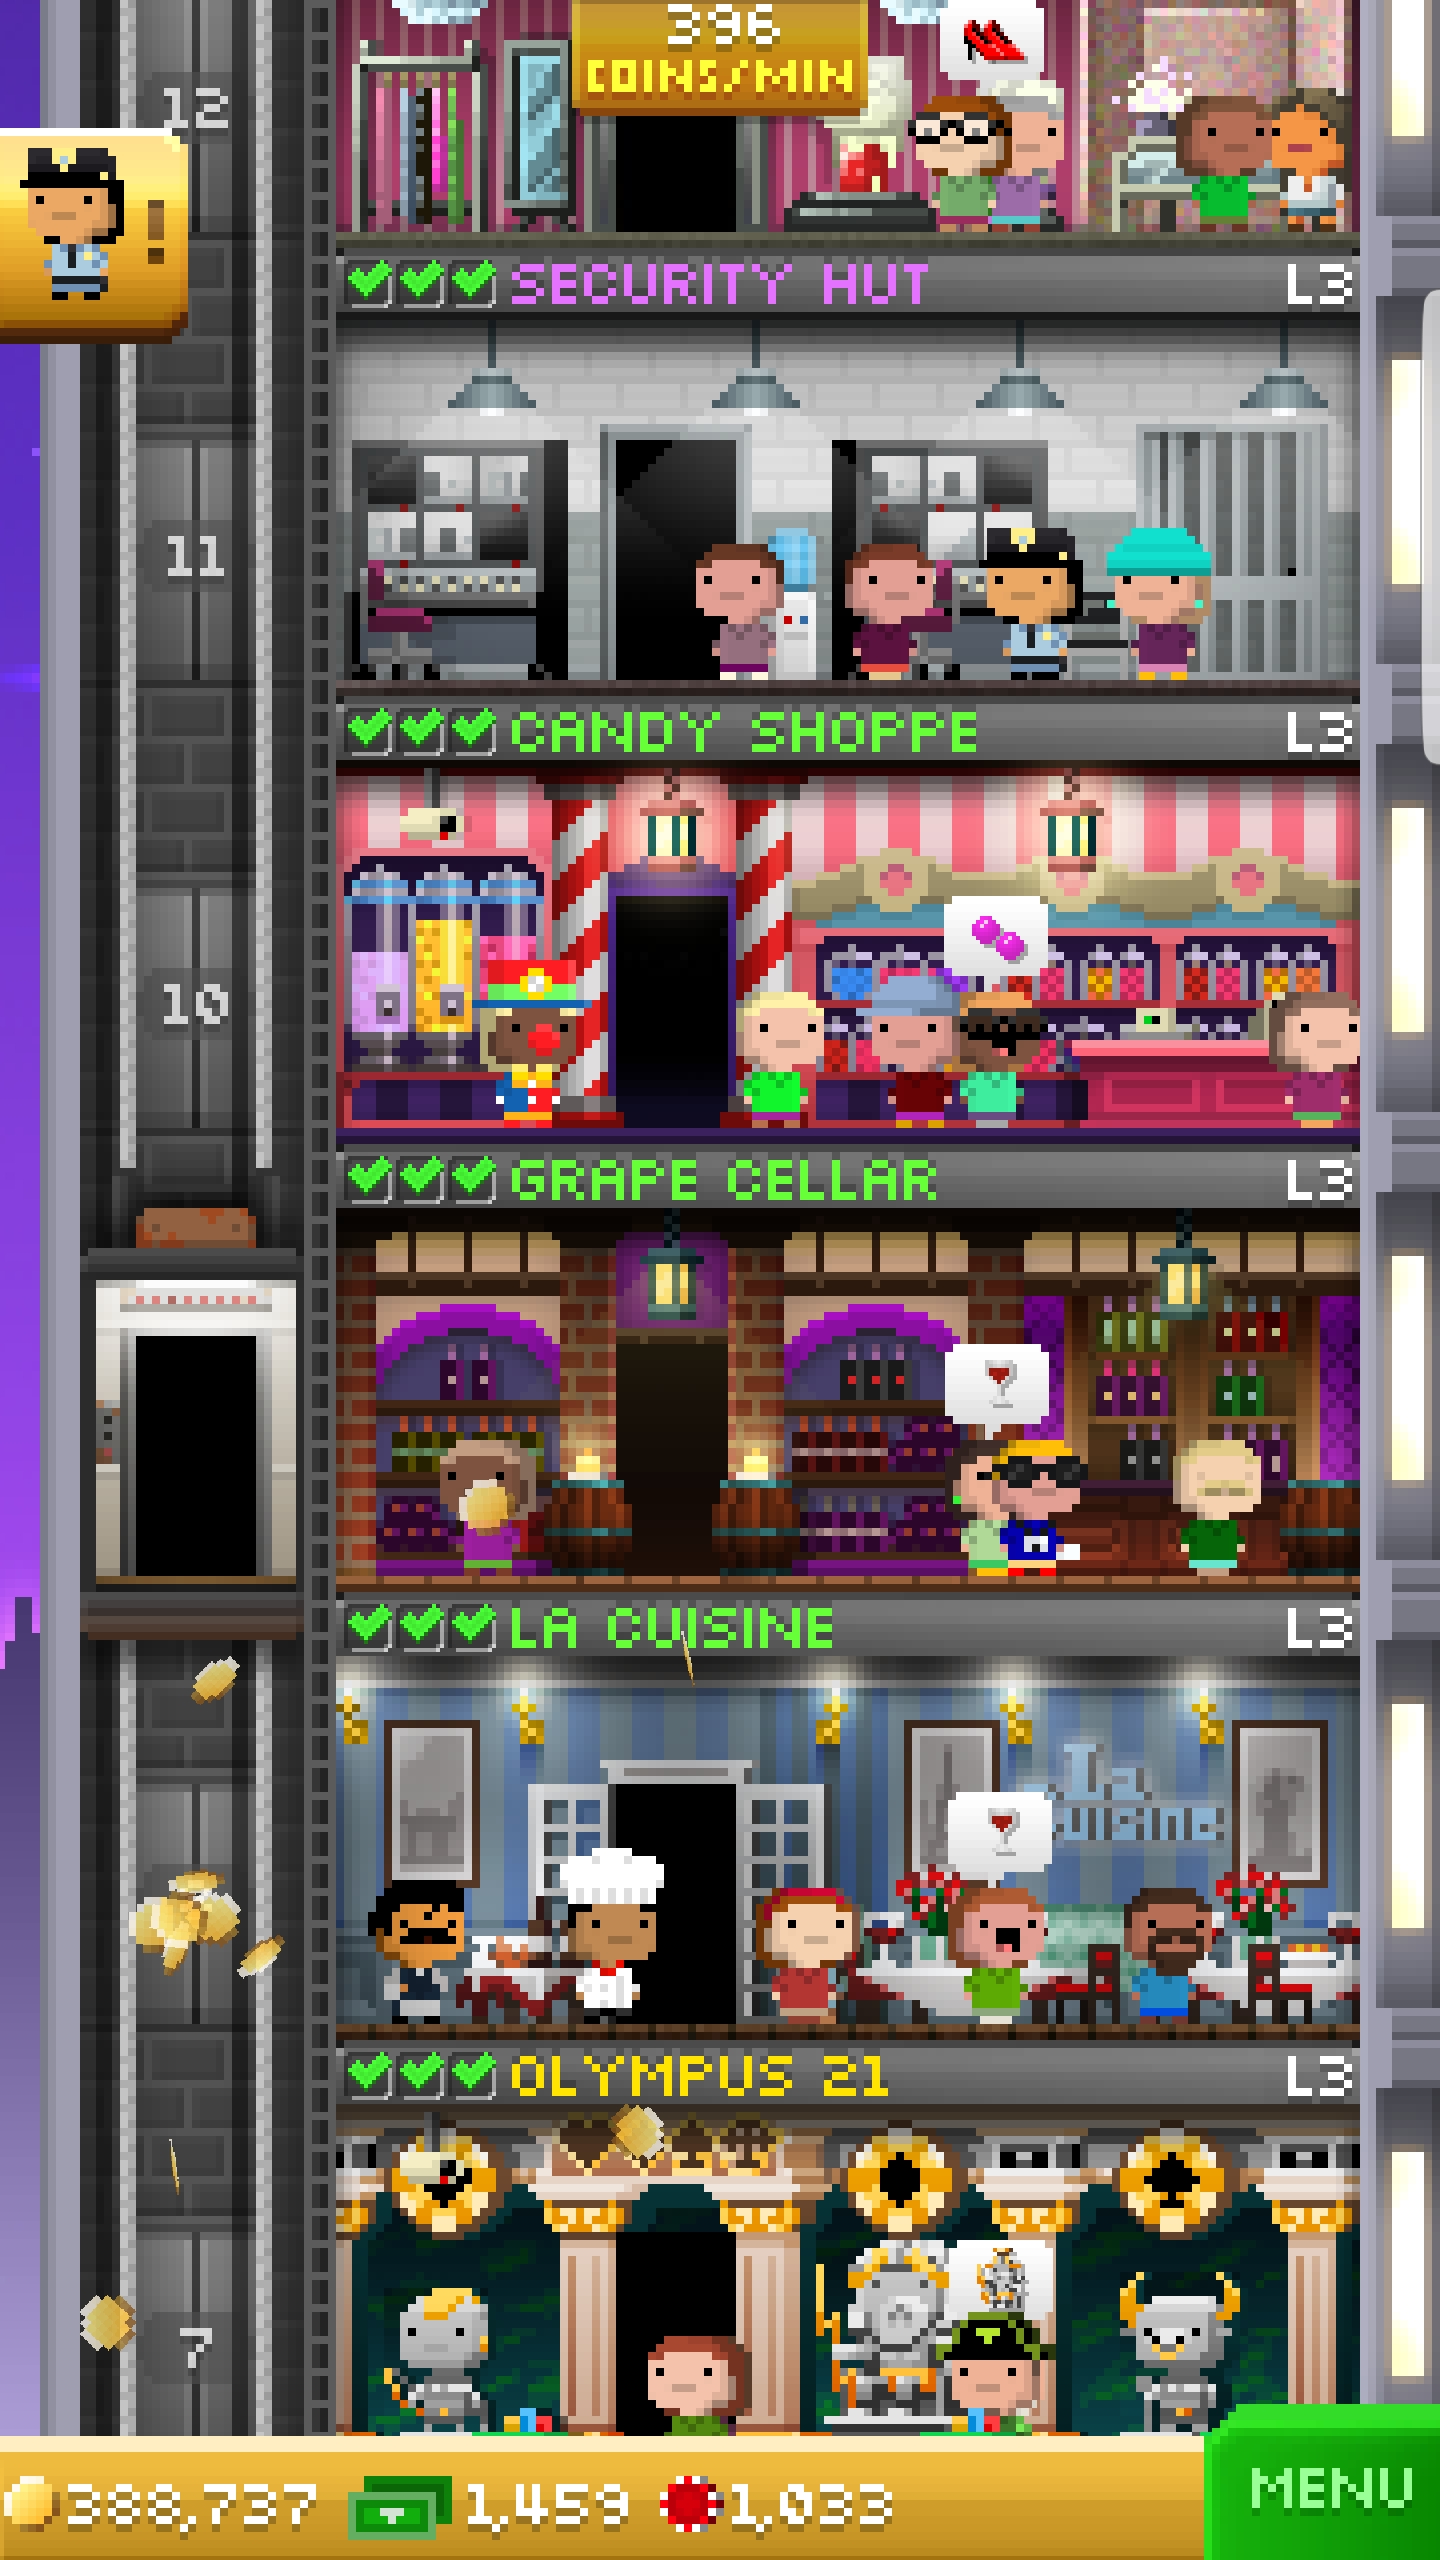 396
COINS/MIN
12
!
SECURITY HUT L3
11
CANDY SHOPPE L3
10
GRAPE CELLAR L3
LA CUISINE L3
La
Cuisine
OLYMPUS 21 L3
7
388,737 1,459 1,033
MENU